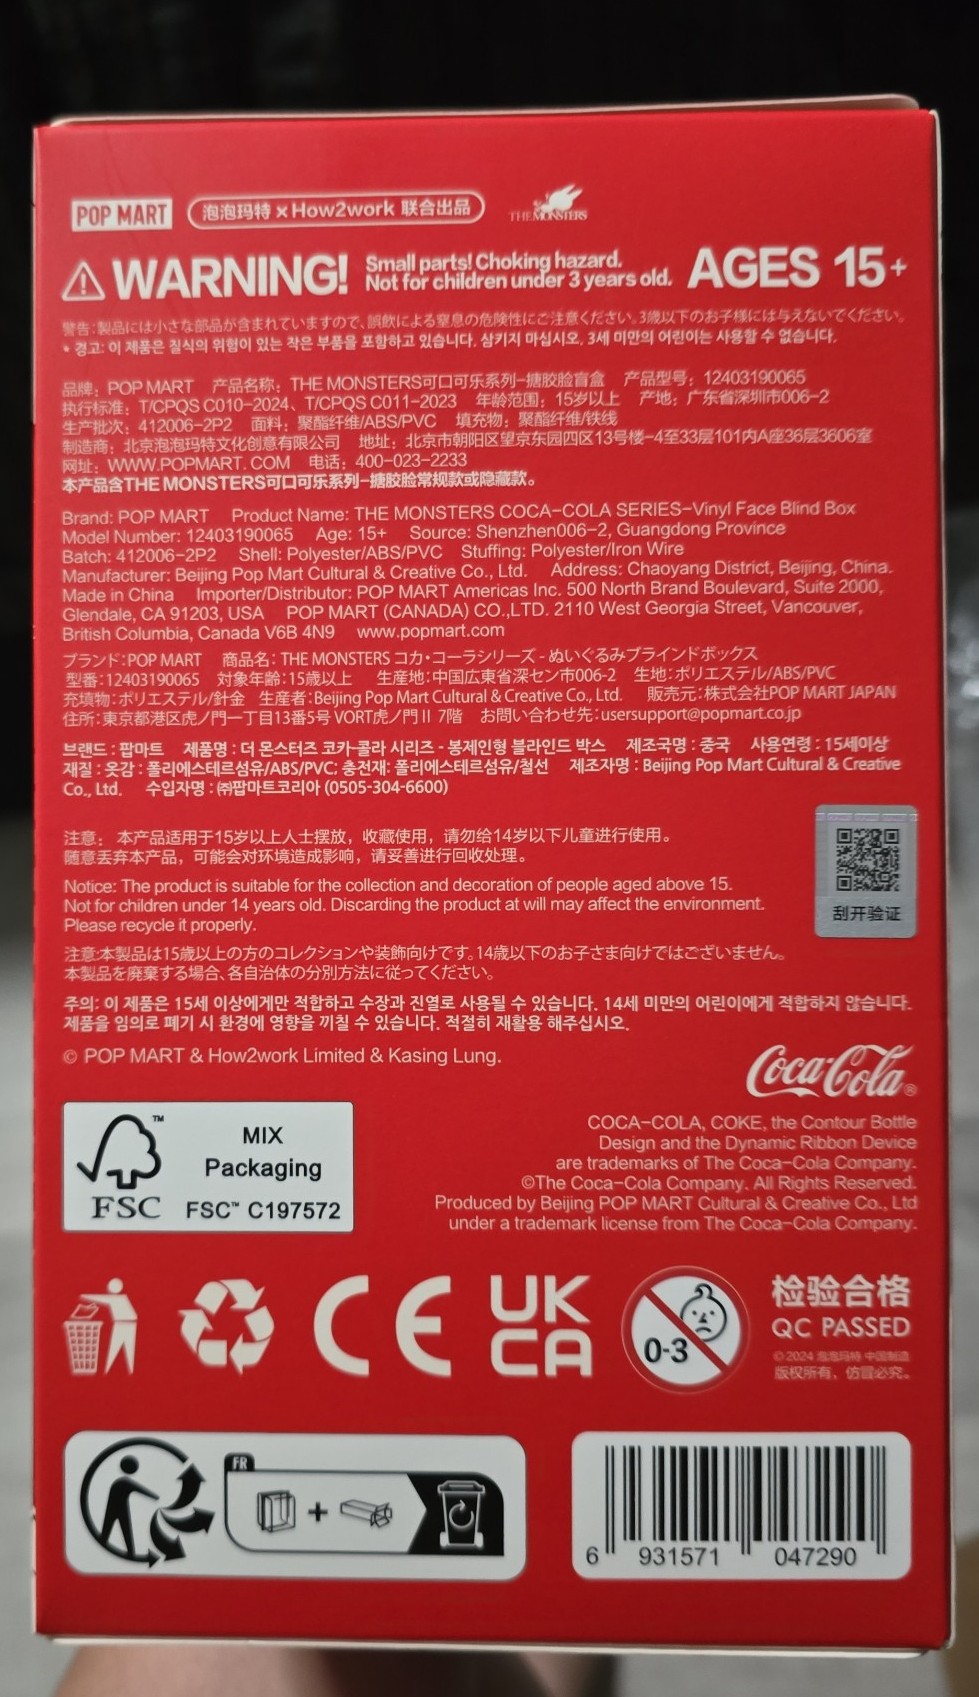 POP MART 泡泡玛特×How2work 联合出品 THE MONSTERS
WARNING! Small parts! Choking hazard. AGES 15+
Not for children under 3 years old.
警告:製品には小さな部品が含まれていますので、誤飲による窒息の危険性にご注意ください。3歳以下のお子様には与えないでください。
* 경고: 이 제품은 질식의 위험이 있는 작은 부품을 포함하고 있습니다. 삼키지 마십시오, 3세 미만의 어린이는 사용할 수 없습니다.
品牌：POP MART 产品名称：THE MONSTERS可口可乐系列-搪胶脸盲盒 产品型号：12403190065
执行标准：T/CPQS C010-2024、T/CPQS C011-2023 年龄范围：15岁以上 产地：广东省深圳市006-2
生产批次：412006-2P2 面料：聚酯纤维/ABS/PVC 填充物：聚酯纤维/铁线
制造商：北京泡泡玛特文化创意有限公司 地址：北京市朝阳区望京东园四区13号楼-4至33层101内A座36层3606室
网址：WWW.POPMART.COM 电话：400-023-2233
本产品含THE MONSTERS可口可乐系列-搪胶脸常规款或隐藏款。
Brand: POP MART Product Name: THE MONSTERS COCA-COLA SERIES-Vinyl Face Blind Box
Model Number: 12403190065 Age: 15+ Source: Shenzhen006-2, Guangdong Province
Batch: 412006-2P2 Shell: Polyester/ABS/PVC Stuffing: Polyester/Iron Wire
Manufacturer: Beijing Pop Mart Cultural & Creative Co., Ltd. Address: Chaoyang District, Beijing, China.
Made in China Importer/Distributor: POP MART Americas Inc. 500 North Brand Boulevard, Suite 2000,
Glendale, CA 91203, USA POP MART (CANADA) CO.,LTD. 2110 West Georgia Street, Vancouver,
British Columbia, Canada V6B 4N9 www.popmart.com
ブランド:POP MART 商品名: THE MONSTERS コカ・コーラシリーズ - ぬいぐるみブラインドボックス
型番:12403190065 対象年齢:15歳以上 生産地:中国広東省深セン市006-2 生地:ポリエステル/ABS/PVC
充填物:ポリエステル/針金 生産者:Beijing Pop Mart Cultural & Creative Co., Ltd. 販売元:株式会社POP MART JAPAN
住所:東京都港区虎ノ門一丁目13番5号 VORT虎ノ門Ⅱ 7階 お問い合わせ先:usersupport@popmart.co.jp
브랜드 : 팝마트 제품명 : 더 몬스터즈 코카-콜라 시리즈 - 봉제인형 블라인드 박스 제조국명 : 중국 사용연령 : 15세이상
재질 : 옷감 : 폴리에스테르섬유/ABS/PVC; 충전재: 폴리에스테르섬유/철선 제조자명 : Beijing Pop Mart Cultural & Creative
Co., Ltd. 수입자명 : ㈜팝마트코리아 (0505-304-6600)
注意：本产品适用于15岁以上人士摆放，收藏使用，请勿给14岁以下儿童进行使用。
随意丢弃本产品，可能会对环境造成影响，请妥善进行回收处理。
刮开验证
Notice: The product is suitable for the collection and decoration of people aged above 15.
Not for children under 14 years old. Discarding the product at will may affect the environment.
Please recycle it properly.
注意:本製品は15歳以上の方のコレクションや装飾向けです。14歳以下のお子さま向けではございません。
本製品を廃棄する場合、各自治体の分別方法に従ってください。
주의: 이 제품은 15세 이상에게만 적합하고 수장과 진열로 사용될 수 있습니다. 14세 미만의 어린이에게 적합하지 않습니다.
제품을 임의로 폐기 시 환경에 영향을 끼칠 수 있습니다. 적절히 재활용 해주십시오.
© POP MART & How2work Limited & Kasing Lung.
Coca-Cola®
COCA-COLA, COKE, the Contour Bottle
Design and the Dynamic Ribbon Device
are trademarks of The Coca-Cola Company.
©The Coca-Cola Company. All Rights Reserved.
Produced by Beijing POP MART Cultural & Creative Co., Ltd
under a trademark license from The Coca-Cola Company.
FSC™
MIX
Packaging
FSC™ C197572
CE
UK
CA
0-3
检验合格
QC PASSED
©2024 泡泡玛特 中国制造
版权所有，仿冒必究。
FR
+
6 931571 047290